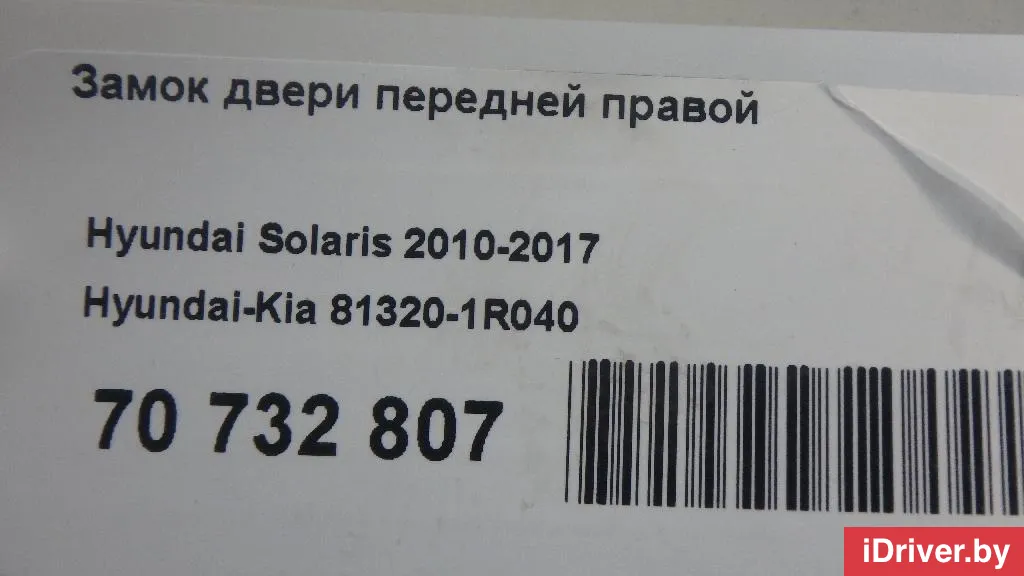 Замок двери передней правой
Hyundai Solaris 2010-2017
Hyundai-Kia 81320-1R040
70 732 807
iDriver.by